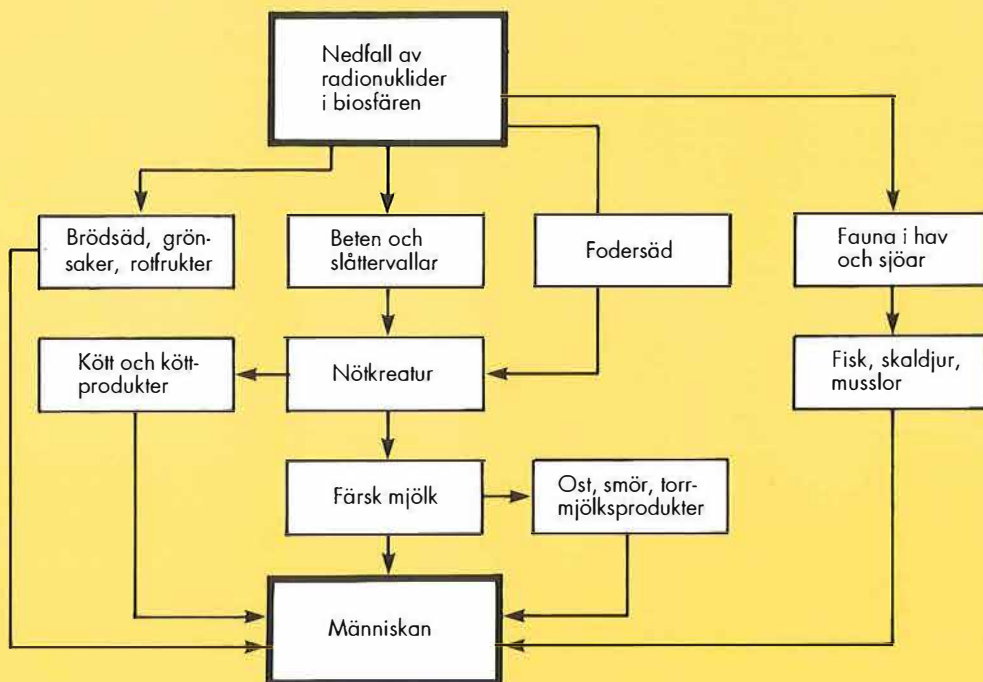 Nedfall av
radionuklider
i biosfären
Brödsäd, grön-
saker, rotfrukter
Beten och
slåttervallar
Fodersäd
Fauna i hav
och sjöar
Kött och kött-
produkter
Nötkreatur
Fisk, skaldjur,
musslor
Färsk mjölk
Ost, smör, torr-
mjölksprodukter
Människan